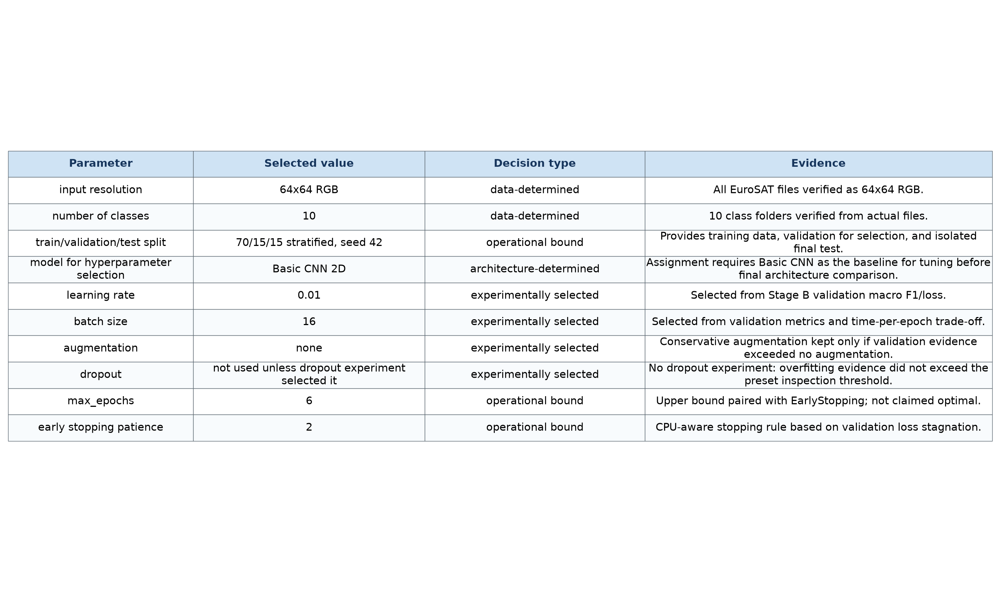 Parameter Selected value Decision type Evidence
input resolution 64x64 RGB data-determined All EuroSAT files verified as 64x64 RGB.
number of classes 10 data-determined 10 class folders verified from actual files.
train/validation/test split 70/15/15 stratified, seed 42 operational bound Provides training data, validation for selection, and isolated
final test.
model for hyperparameter
selection Basic CNN 2D architecture-determined Assignment requires Basic CNN as the baseline for tuning before
final architecture comparison.
learning rate 0.01 experimentally selected Selected from Stage B validation macro F1/loss.
batch size 16 experimentally selected Selected from validation metrics and time-per-epoch trade-off.
augmentation none experimentally selected Conservative augmentation kept only if validation evidence
exceeded no augmentation.
dropout not used unless dropout experiment
selected it experimentally selected No dropout experiment: overfitting evidence did not exceed the
preset inspection threshold.
max_epochs 6 operational bound Upper bound paired with EarlyStopping; not claimed optimal.
early stopping patience 2 operational bound CPU-aware stopping rule based on validation loss stagnation.